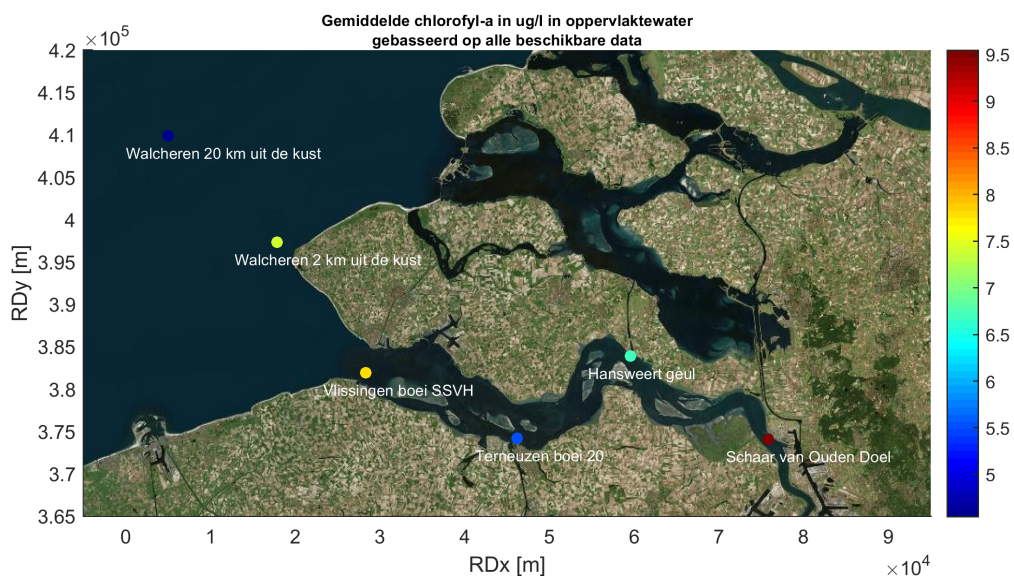 Gemiddelde chlorofyl-a in ug/l in oppervlaktewater
gebasseerd op alle beschikbare data
×10⁵
4.2
4.15
4.1
4.05
4
3.95
3.9
3.85
3.8
3.75
3.7
3.65
RDy [m]
Walcheren 20 km uit de kust
Walcheren 2 km uit de kust
Vlissingen boei SSVH
Hansweert geul
Terneuzen boei 20
Schaar van Ouden Doel
0 1 2 3 4 5 6 7 8 9
RDx [m]
×10⁴
9.5
9
8.5
8
7.5
7
6.5
6
5.5
5